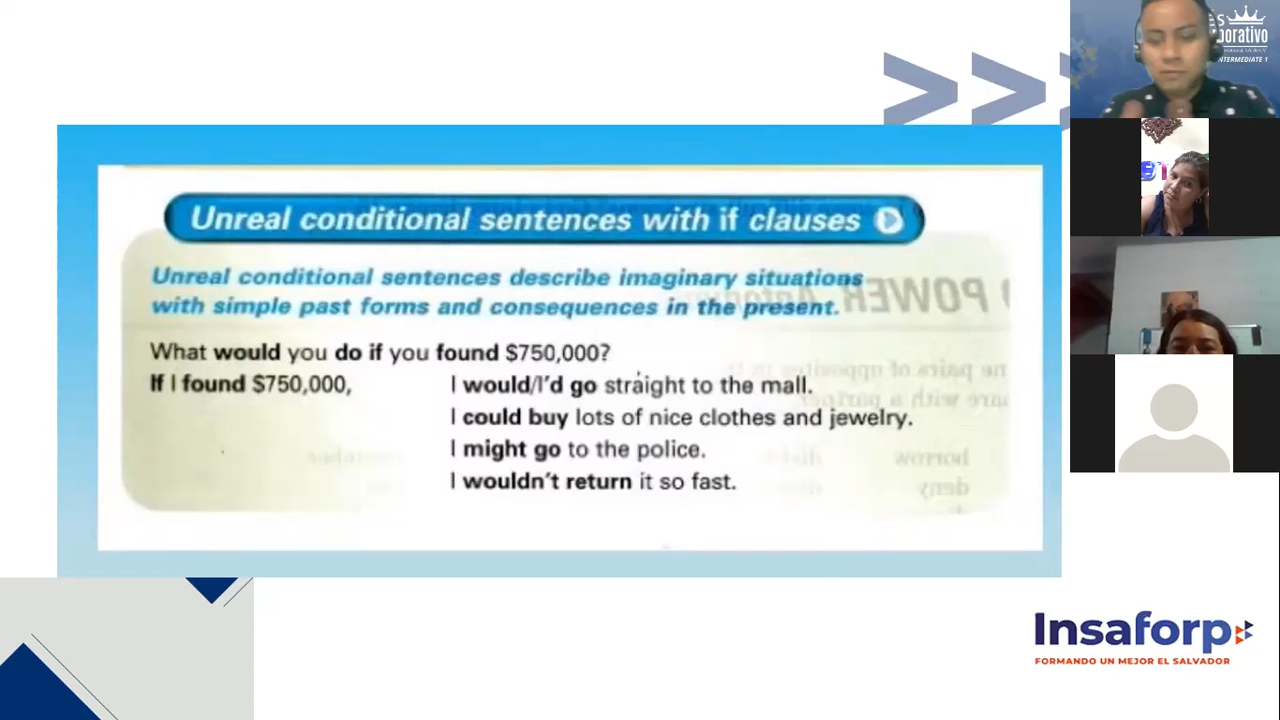 Unreal conditional sentences with if clauses
Unreal conditional sentences describe imaginary situations
with simple past forms and consequences in the present.
What would you do if you found $750,000?
If I found $750,000, I would/I'd go straight to the mall.
I could buy lots of nice clothes and jewelry.
I might go to the police.
I wouldn't return it so fast.
Insaforp
FORMANDO UN MEJOR EL SALVADOR
INTERMEDIATE 1